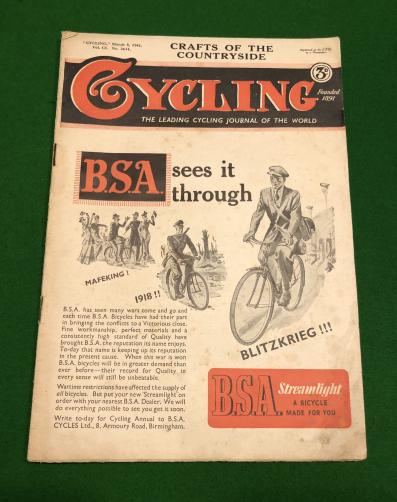 CRAFTS OF THE
COUNTRYSIDE
"CYCLING," March 5, 1941.
CYCLING
3D
Founded
1891
THE LEADING CYCLING JOURNAL OF THE WORLD
B.S.A. sees it
through
MAFEKING !
1918 !!
BLITZKRIEG !!!
B.S.A. has seen many wars come and go and
each time B.S.A. Bicycles have had their part
in bringing the conflicts to a Victorious close.
Fine workmanship, perfect materials and a
consistently high standard of Quality have
brought B.S.A. the reputation its name enjoys.
To-day that name is keeping up its reputation
in the present cause. When this war is won
B.S.A. bicycles will be in greater demand than
ever before—their record for Quality in
every sense will still be unbeatable.
Wartime restrictions have affected the supply of
all bicycles. But put your new 'Streamlight' on
order with your nearest B.S.A. Dealer. We will
do everything possible to see you get it soon.
Write to-day for Cycling Annual to B.S.A.
CYCLES Ltd., 8, Armoury Road, Birmingham.
B.S.A. Streamlight
A BICYCLE
MADE FOR YOU